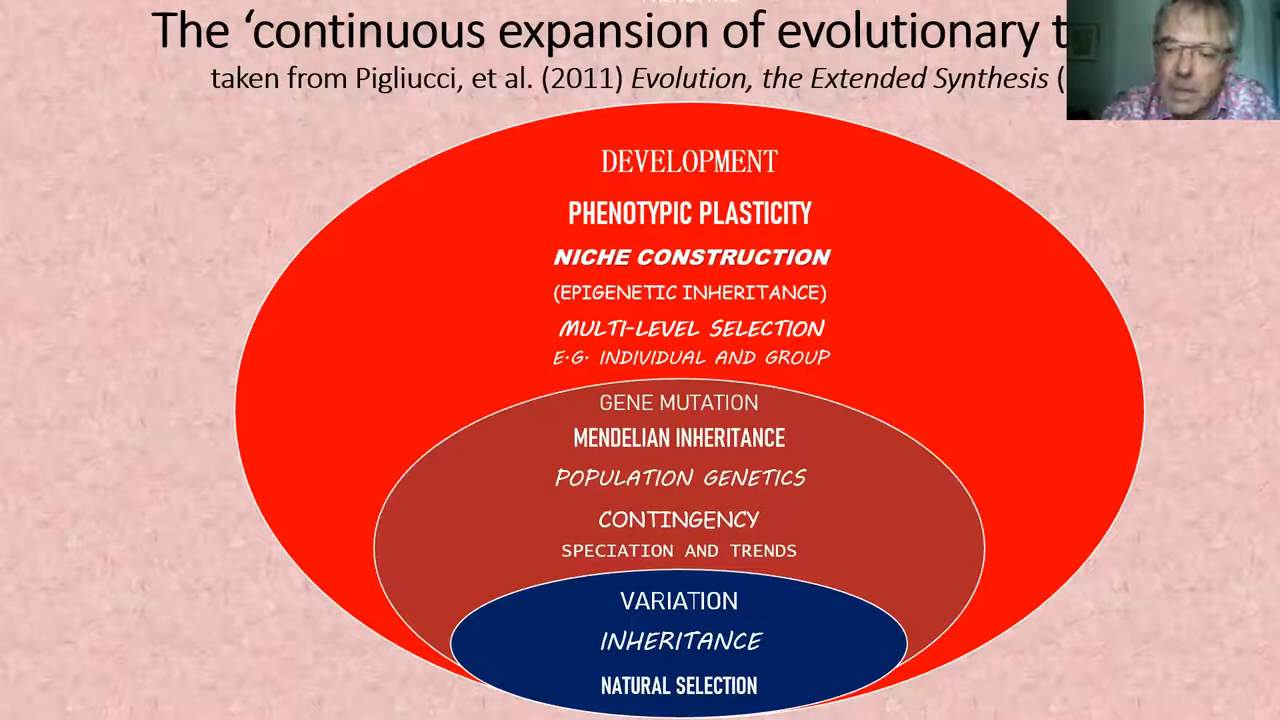 The ‘continuous expansion of evolutionary
taken from Pigliucci, et al. (2011) Evolution, the Extended Synthesis (
DEVELOPMENT
PHENOTYPIC PLASTICITY
NICHE CONSTRUCTION
(EPIGENETIC INHERITANCE)
MULTI-LEVEL SELECTION
E.G. INDIVIDUAL AND GROUP
GENE MUTATION
MENDELIAN INHERITANCE
POPULATION GENETICS
CONTINGENCY
SPECIATION AND TRENDS
VARIATION
INHERITANCE
NATURAL SELECTION